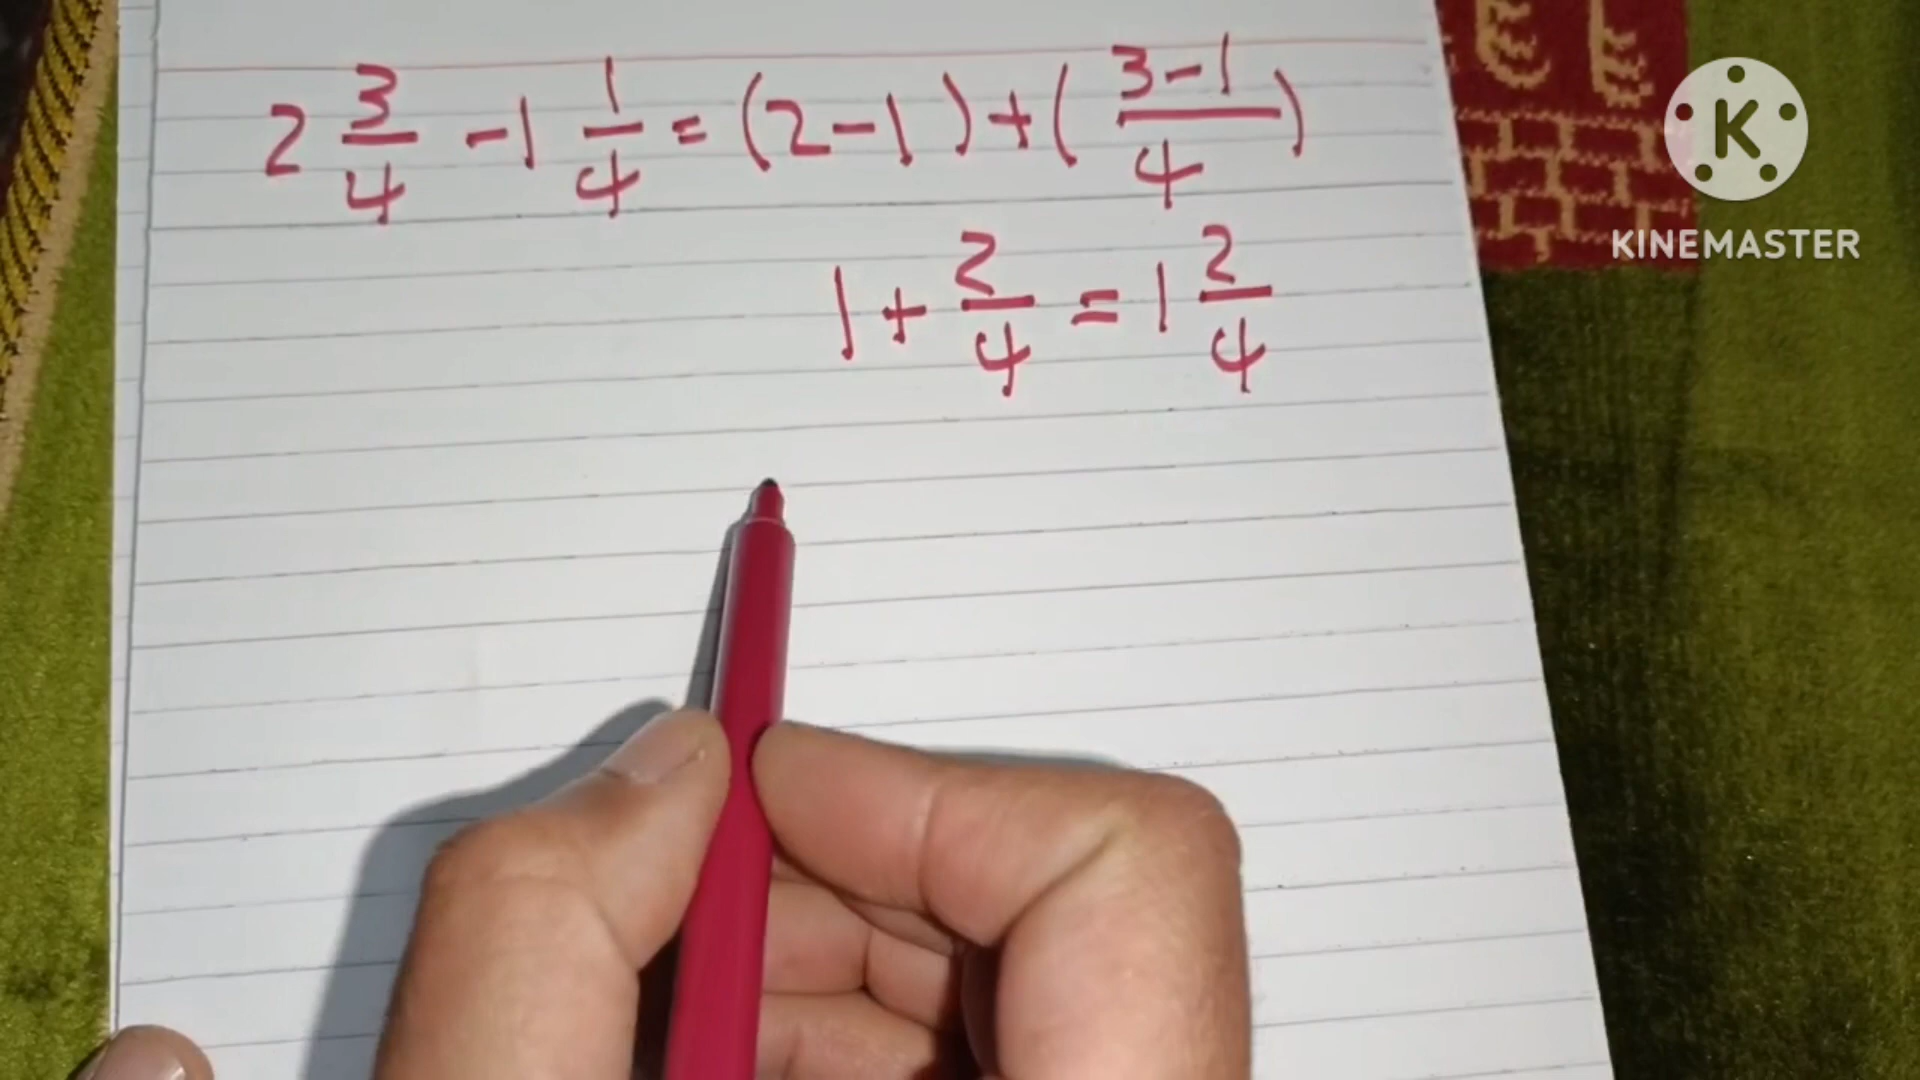 2 3/4 - 1 1/4 = (2-1) + (3-1/4)
1 + 2/4 = 1 2/4
K
KINEMASTER